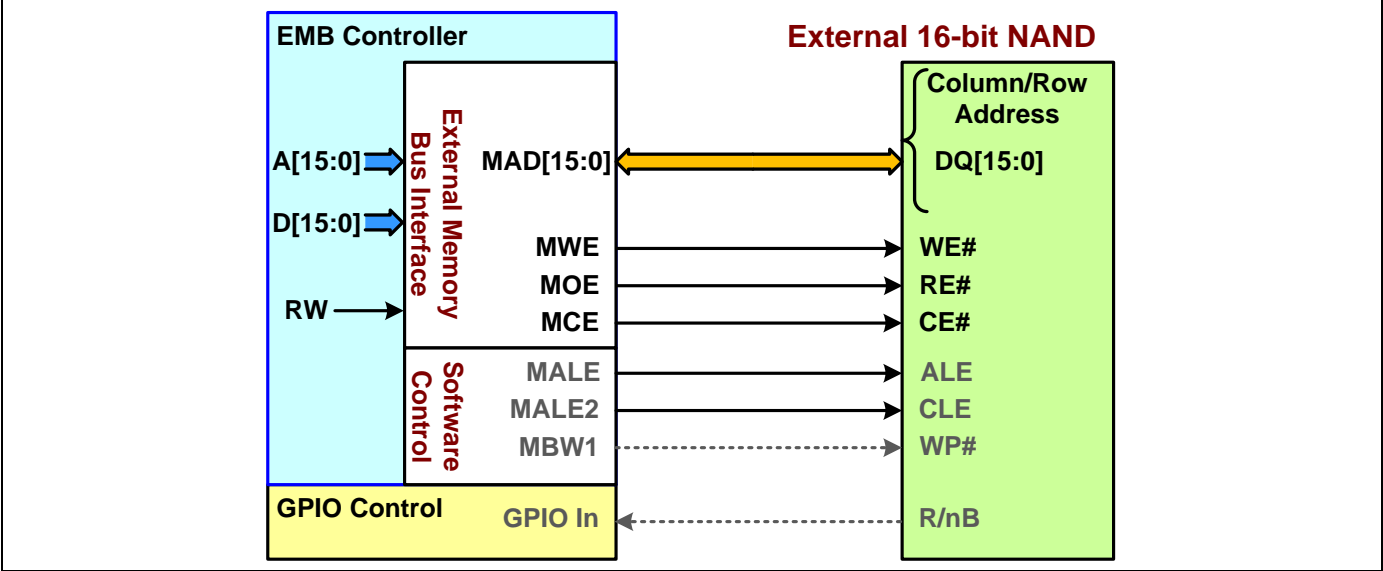 EMB Controller
External 16-bit NAND
External Memory
Bus Interface
Column/Row
Address
A[15:0]
MAD[15:0]
DQ[15:0]
D[15:0]
MWE
WE#
MOE
RE#
RW
MCE
CE#
Software
Control
MALE
ALE
MALE2
CLE
MBW1
WP#
GPIO Control
GPIO In
R/nB